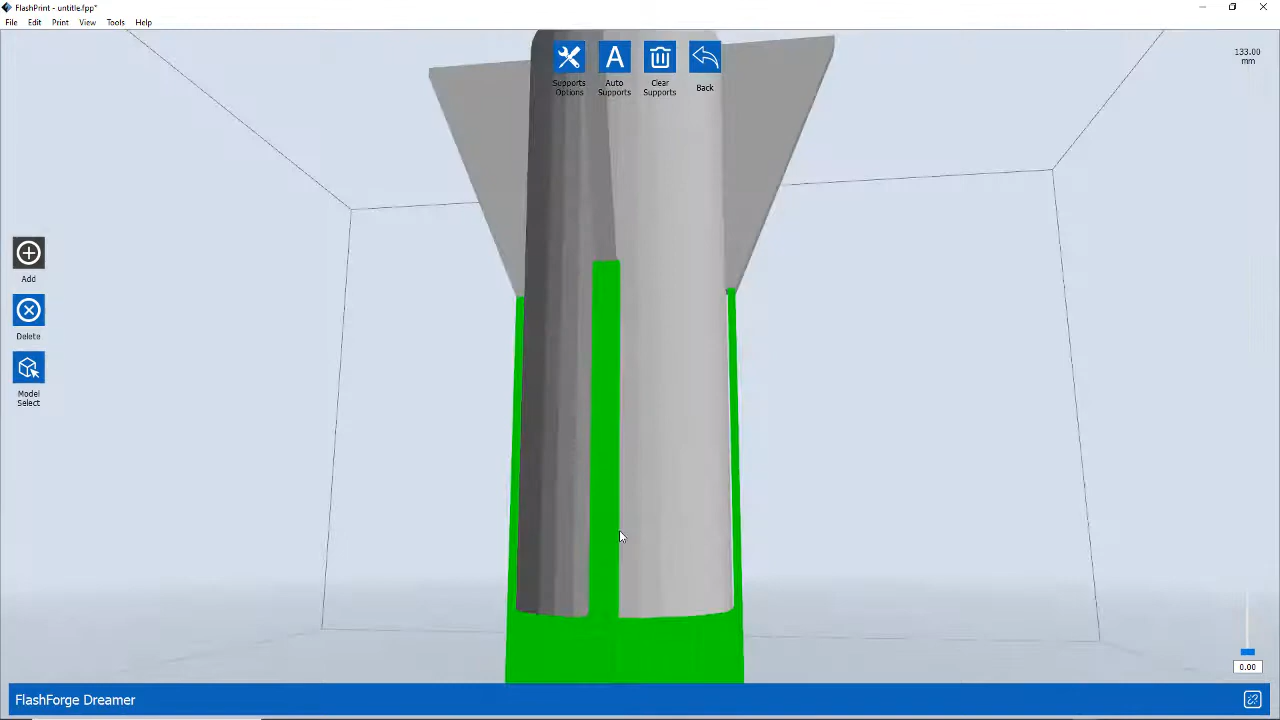 FlashPrint - untitle.fpp*
File Edit Print View Tools Help
Supports
Options
Auto
Supports
Clear
Supports
Back
133.00
mm
Add
Delete
Model
Select
0.00
FlashForge Dreamer